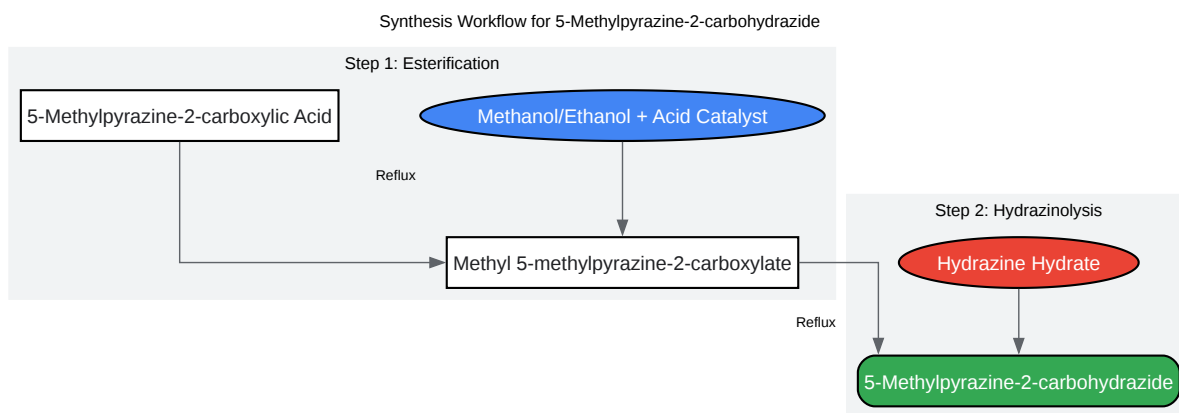 Synthesis Workflow for 5-Methylpyrazine-2-carbohydrazide
Step 1: Esterification
5-Methylpyrazine-2-carboxylic Acid
Methanol/Ethanol + Acid Catalyst
Reflux
Methyl 5-methylpyrazine-2-carboxylate
Step 2: Hydrazinolysis
Hydrazine Hydrate
Reflux
5-Methylpyrazine-2-carbohydrazide